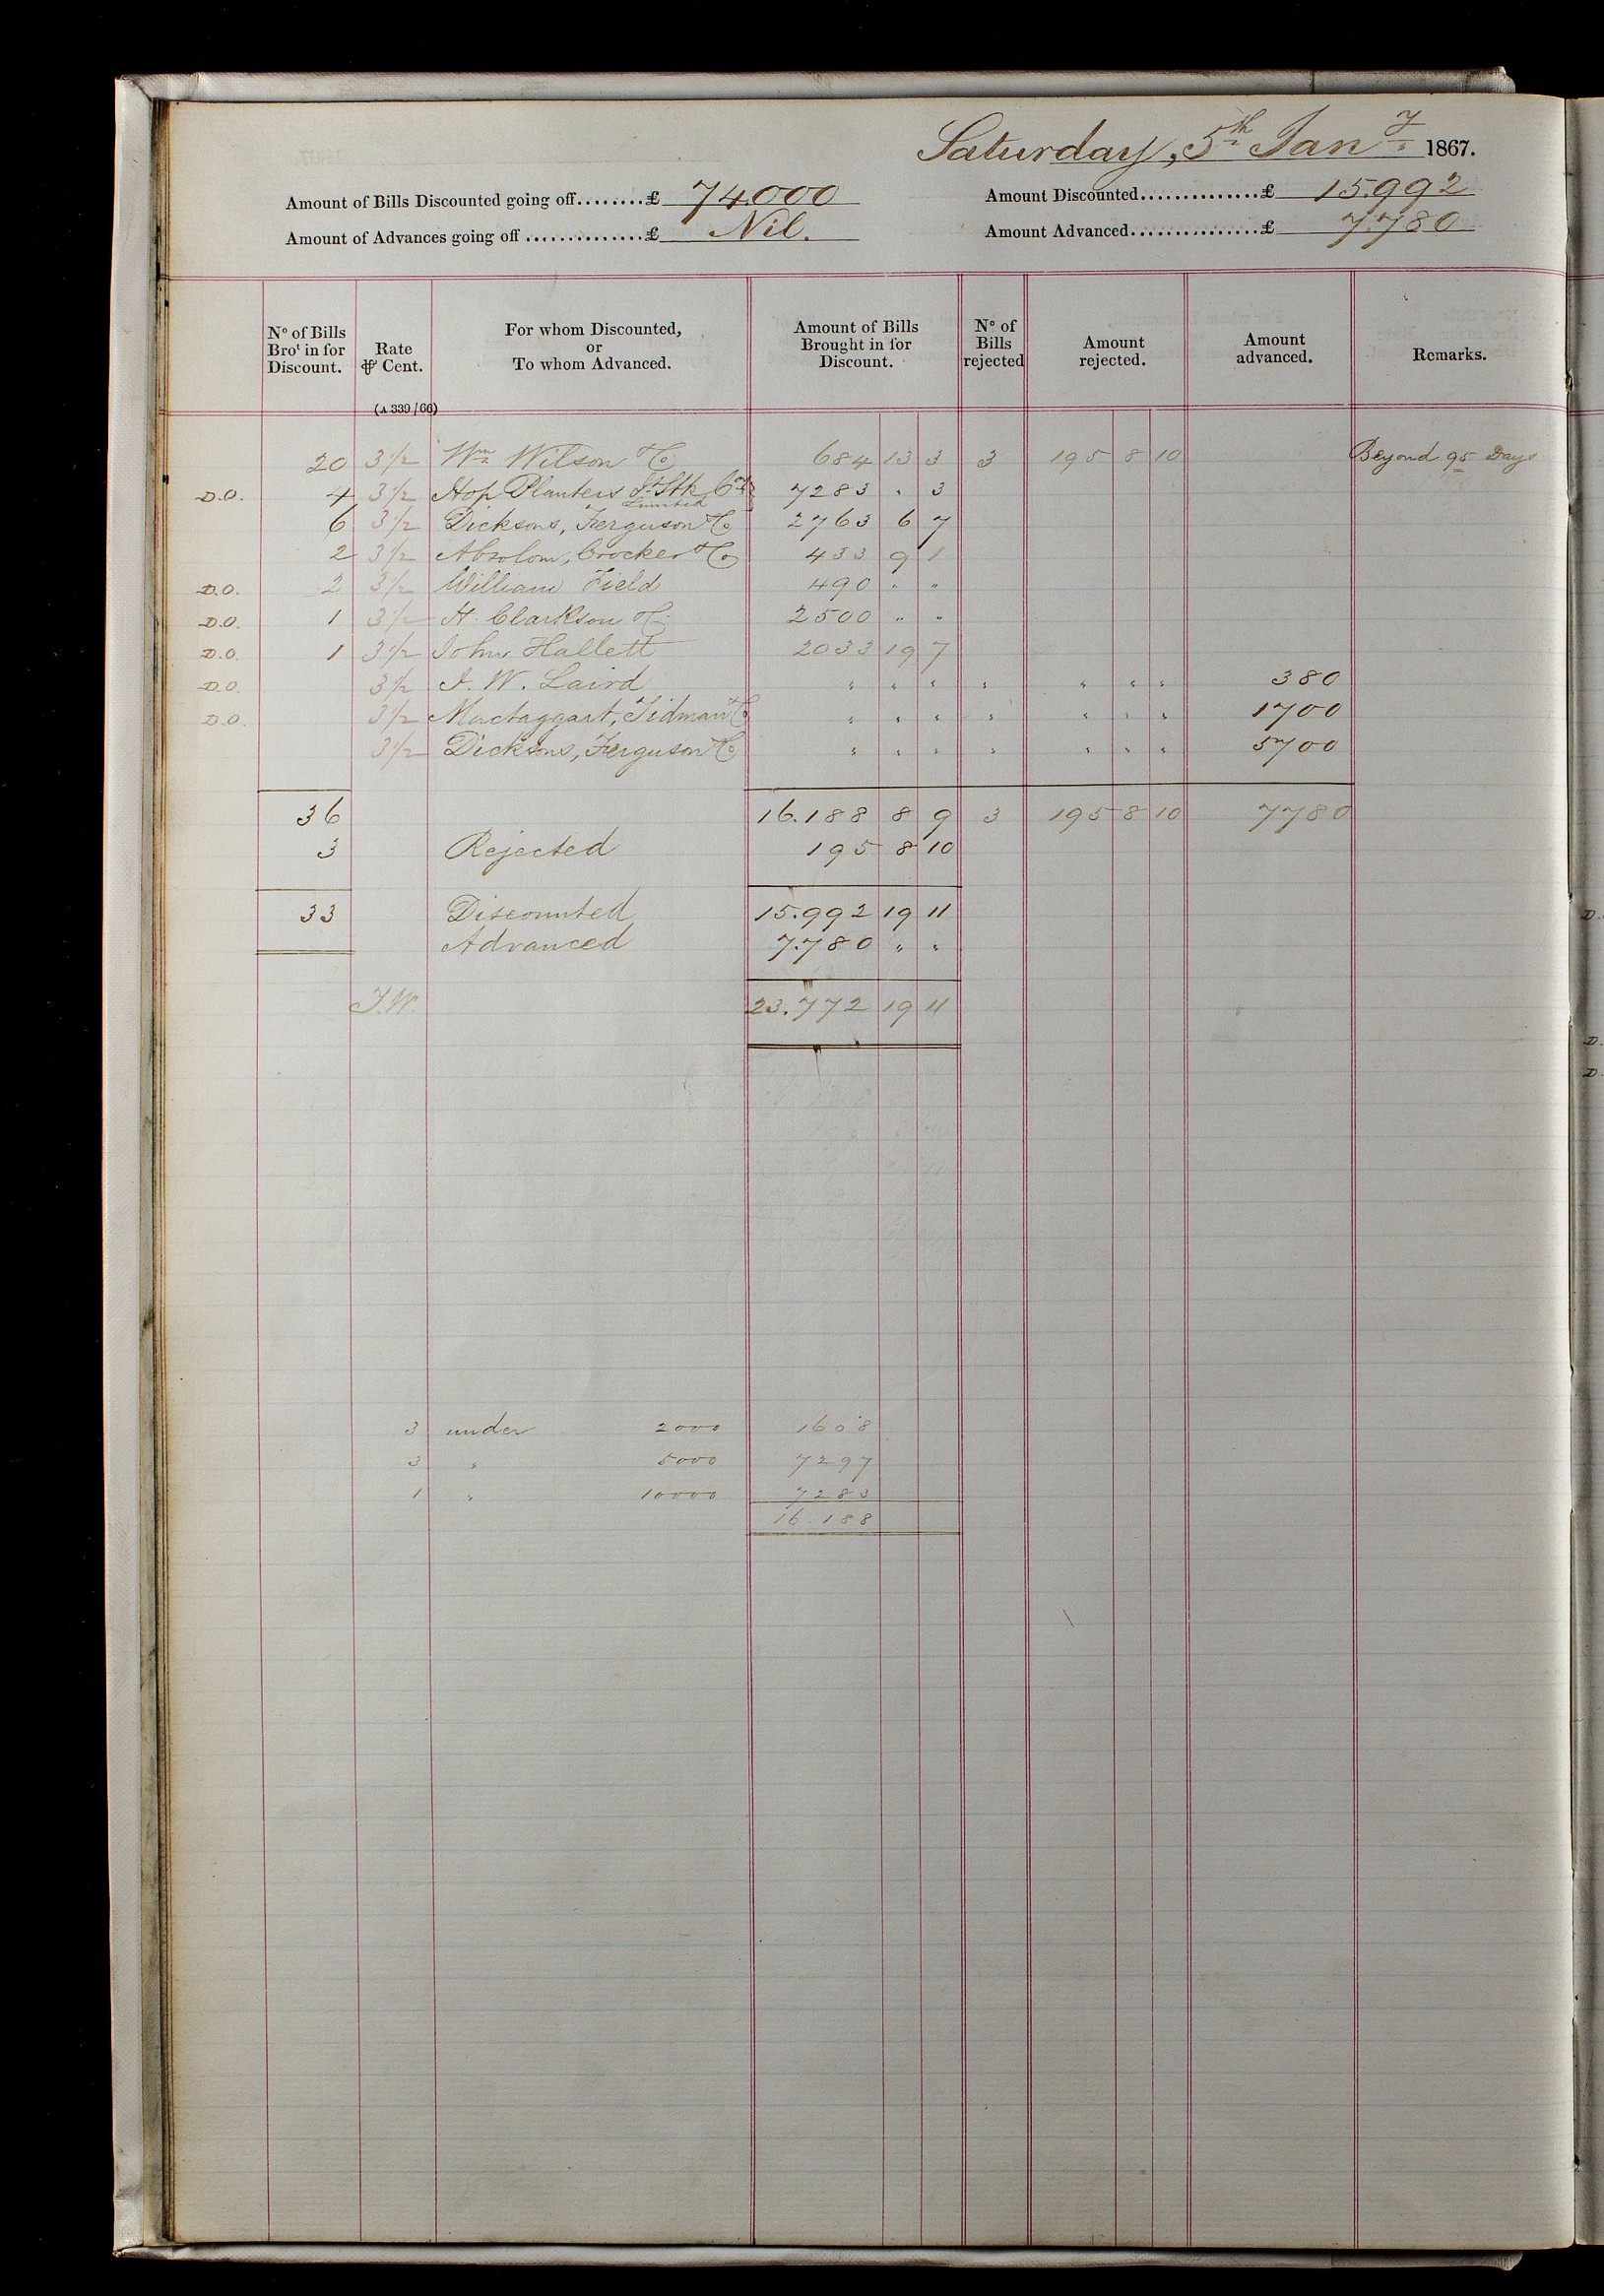 Saturday, 5th Jany 1867.
Amount of Bills Discounted going off........£ 74.000 Amount Discounted...............£ 15.992
Amount of Advances going off ...............£ Nil. Amount Advanced................£ 7.780
No of Bills Brot in for Discount. Rate ⅌ Cent. (A 339/66) For whom Discounted, or To whom Advanced. Amount of Bills Brought in for Discount. No of Bills rejected Amount rejected. Amount advanced. Remarks.
20 3½ Wm Wilson & Co 684 13 3 3 195 8 10 Beyond 95 Days
D.O. 4 3½ Hop Planters Jt Stk Co Limited 7283 " 3
6 3½ Dicksons, Ferguson & Co 2763 6 7
2 3½ Absolom, Crocker & Co 433 9 1
D.O. 2 3½ William Field 490 " "
D.O. 1 3½ H. Clarkson & Co 2500 " "
D.O. 1 3½ John Hallett 2033 19 7
D.O. 3½ J. W. Laird " " " " " " " 380
D.O. 3½ Mactaggart, Tidman & Co " " " " " " " 1700
3½ Dicksons, Ferguson & Co " " " " " " " 5700
36 16.188 8 9 3 195 8 10 7780
3 Rejected 195 8 10
33 Discounted 15.992 19 11
Advanced 7.780 " "
J.W. 23.772 19 11
3 under 2000 1608
3 " 5000 7297
1 " 10000 7283
16.188
D.
D.
D.